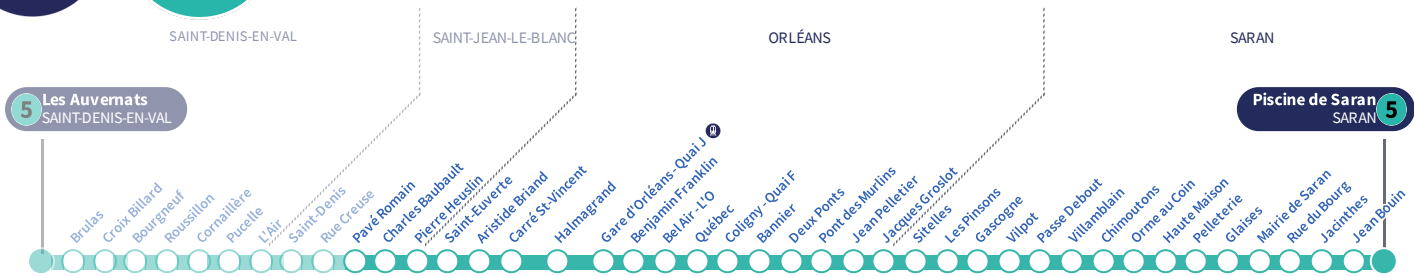 SAINT-DENIS-EN-VAL
SAINT-JEAN-LE-BLANC
ORLÉANS
SARAN
5
Les Auvernats
SAINT-DENIS-EN-VAL
Piscine de Saran
SARAN
5
Brulas
Croix Billard
Bourgneuf
Roussillon
Cornaillère
Pucelle
L'Air
Saint-Denis
Rue Creuse
Pavé Romain
Charles Baubault
Pierre Heuslin
Saint-Euverte
Aristide Briand
Carré St-Vincent
Halmagrand
Gare d'Orléans - Quai J
Benjamin Franklin
Bel Air - L'O
Québec
Coligny - Quai F
Bannier
Deux Ponts
Pont des Murlins
Jean Pelletier
Jacques Groslot
Sitelles
Les Pinsons
Gascogne
Vilpot
Passe Debout
Villamblain
Chimoutons
Orme au Coin
Haute Maison
Pelleterie
Glaises
Mairie de Saran
Rue du Bourg
Jacinthes
Jean Bouin